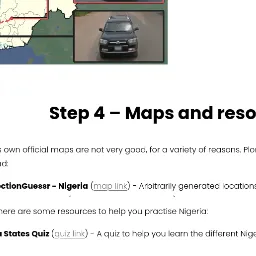 Step 4 – Maps and reso
own official maps are not very good, for a variety of reasons. Plo
d:
ctionGuessr - Nigeria (map link) - Arbitrarily generated locations
here are some resources to help you practise Nigeria:
States Quiz (quiz link) - A quiz to help you learn the different Nige